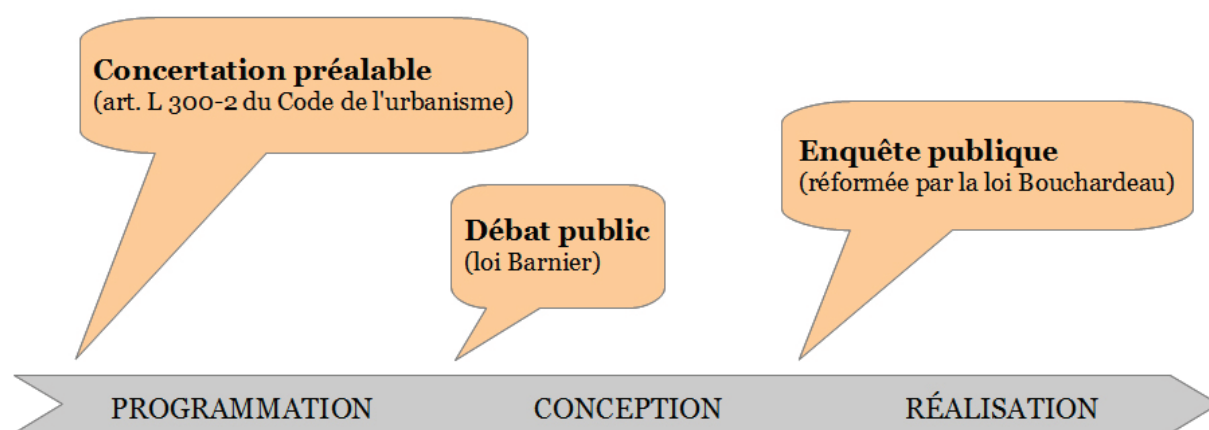 Concertation préalable
(art. L 300-2 du Code de l'urbanisme)
Débat public
(loi Barnier)
Enquête publique
(réformée par la loi Bouchardeau)
PROGRAMMATION
CONCEPTION
RÉALISATION